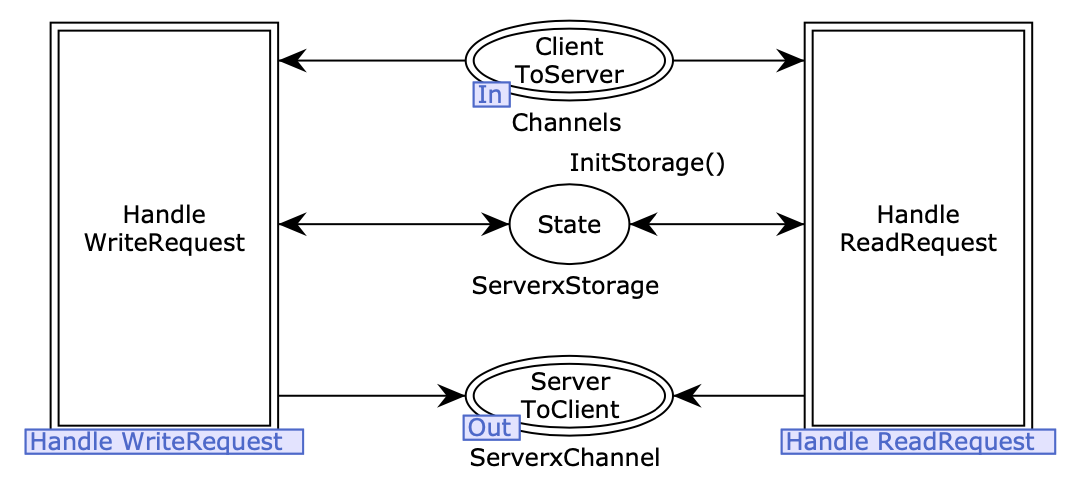 Client
ToServer
In
Channels
InitStorage()
Handle
WriteRequest
State
Handle
ReadRequest
ServerxStorage
Server
ToClient
Out
ServerxChannel
Handle WriteRequest
Handle ReadRequest